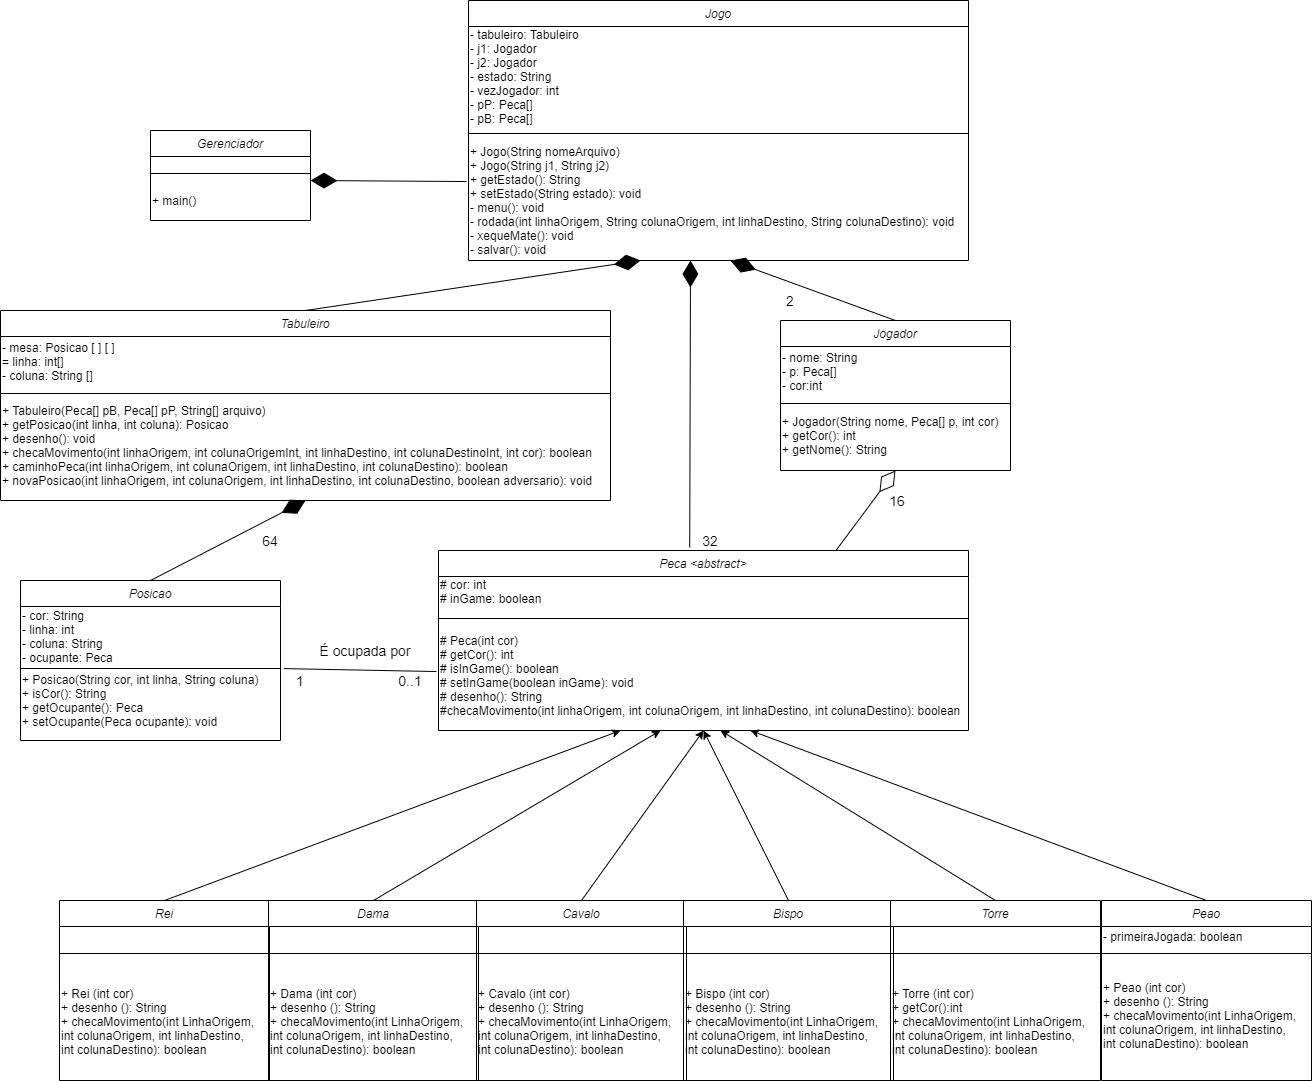 Jogo
- tabuleiro: Tabuleiro
- j1: Jogador
- j2: Jogador
- estado: String
- vezJogador: int
- pP: Peca[]
- pB: Peca[]
+ Jogo(String nomeArquivo)
+ Jogo(String j1, String j2)
+ getEstado(): String
+ setEstado(String estado): void
- menu(): void
- rodada(int linhaOrigem, String colunaOrigem, int linhaDestino, String colunaDestino): void
- xequeMate(): void
- salvar(): void
Gerenciador
+ main()
2
Tabuleiro
- mesa: Posicao [ ] [ ]
= linha: int[]
- coluna: String []
+ Tabuleiro(Peca[] pB, Peca[] pP, String[] arquivo)
+ getPosicao(int linha, int coluna): Posicao
+ desenho(): void
+ checaMovimento(int linhaOrigem, int colunaOrigemInt, int linhaDestino, int colunaDestinoInt, int cor): boolean
+ caminhoPeca(int linhaOrigem, int colunaOrigem, int linhaDestino, int colunaDestino): boolean
+ novaPosicao(int linhaOrigem, int colunaOrigem, int linhaDestino, int colunaDestino, boolean adversario): void
Jogador
- nome: String
- p: Peca[]
- cor:int
+ Jogador(String nome, Peca[] p, int cor)
+ getCor(): int
+ getNome(): String
16
64
32
Posicao
- cor: String
- linha: int
- coluna: String
- ocupante: Peca
+ Posicao(String cor, int linha, String coluna)
+ isCor(): String
+ getOcupante(): Peca
+ setOcupante(Peca ocupante): void
É ocupada por
1
0..1
Peca <abstract>
# cor: int
# inGame: boolean
# Peca(int cor)
# getCor(): int
# isInGame(): boolean
# setInGame(boolean inGame): void
# desenho(): String
#checaMovimento(int linhaOrigem, int colunaOrigem, int linhaDestino, int colunaDestino): boolean
Rei
+ Rei (int cor)
+ desenho (): String
+ checaMovimento(int LinhaOrigem,
int colunaOrigem, int linhaDestino,
int colunaDestino): boolean
Dama
+ Dama (int cor)
+ desenho (): String
+ checaMovimento(int LinhaOrigem,
int colunaOrigem, int linhaDestino,
int colunaDestino): boolean
Cavalo
+ Cavalo (int cor)
+ desenho (): String
+ checaMovimento(int LinhaOrigem,
int colunaOrigem, int linhaDestino,
int colunaDestino): boolean
Bispo
+ Bispo (int cor)
+ desenho (): String
+ checaMovimento(int LinhaOrigem,
int colunaOrigem, int linhaDestino,
int colunaDestino): boolean
Torre
+ Torre (int cor)
+ getCor():int
+ checaMovimento(int LinhaOrigem,
int colunaOrigem, int linhaDestino,
int colunaDestino): boolean
Peao
- primeiraJogada: boolean
+ Peao (int cor)
+ desenho (): String
+ checaMovimento(int LinhaOrigem,
int colunaOrigem, int linhaDestino,
int colunaDestino): boolean